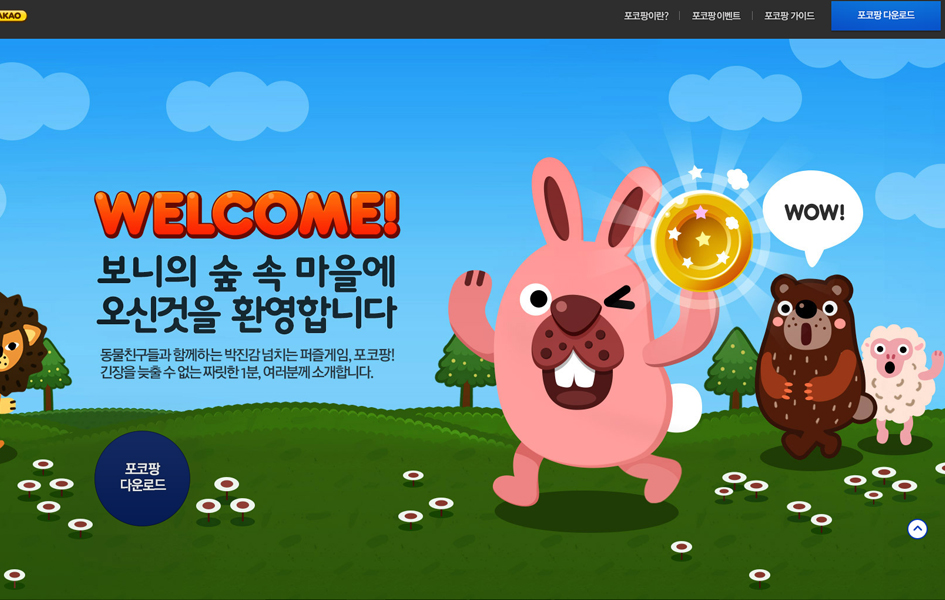 AKAO
포코팡이란?
포코팡이벤트
포코팡 가이드
포코팡 다운로드
WOW!
WELCOME!
보니의 숲 속 마을에
오신것을 환영합니다
동물친구들과 함께하는 박진감 넘치는 퍼즐게임, 포코팡!
긴장을 늦출 수 없는 짜릿한 1분, 여러분께 소개합니다.
포코팡
다운로드